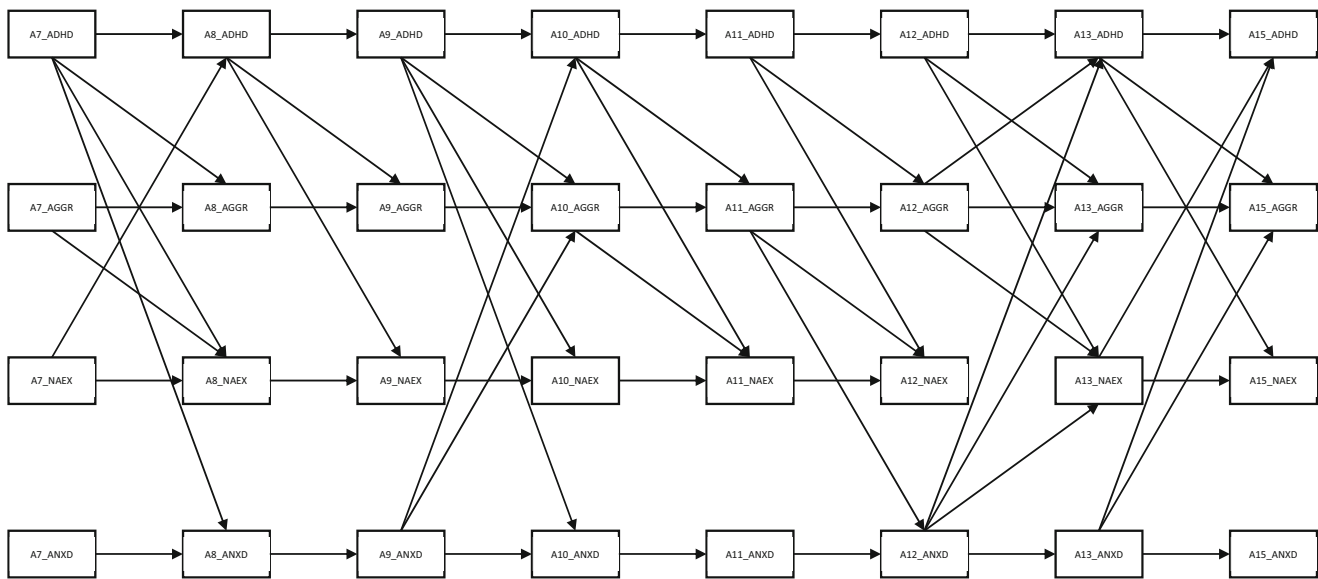 A7_ADHD A8_ADHD A9_ADHD A10_ADHD A11_ADHD A12_ADHD A13_ADHD A15_ADHD
A7_AGGR A8_AGGR A9_AGGR A10_AGGR A11_AGGR A12_AGGR A13_AGGR A15_AGGR
A7_NAEX A8_NAEX A9_NAEX A10_NAEX A11_NAEX A12_NAEX A13_NAEX A15_NAEX
A7_ANXD A8_ANXD A9_ANXD A10_ANXD A11_ANXD A12_ANXD A13_ANXD A15_ANXD